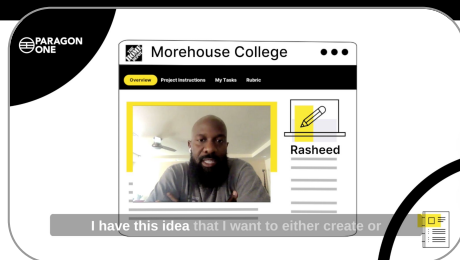 PARAGON
ONE
Morehouse College
Overview Project Instructions My Tasks Rubric
Rasheed
I have this idea that I want to either create or